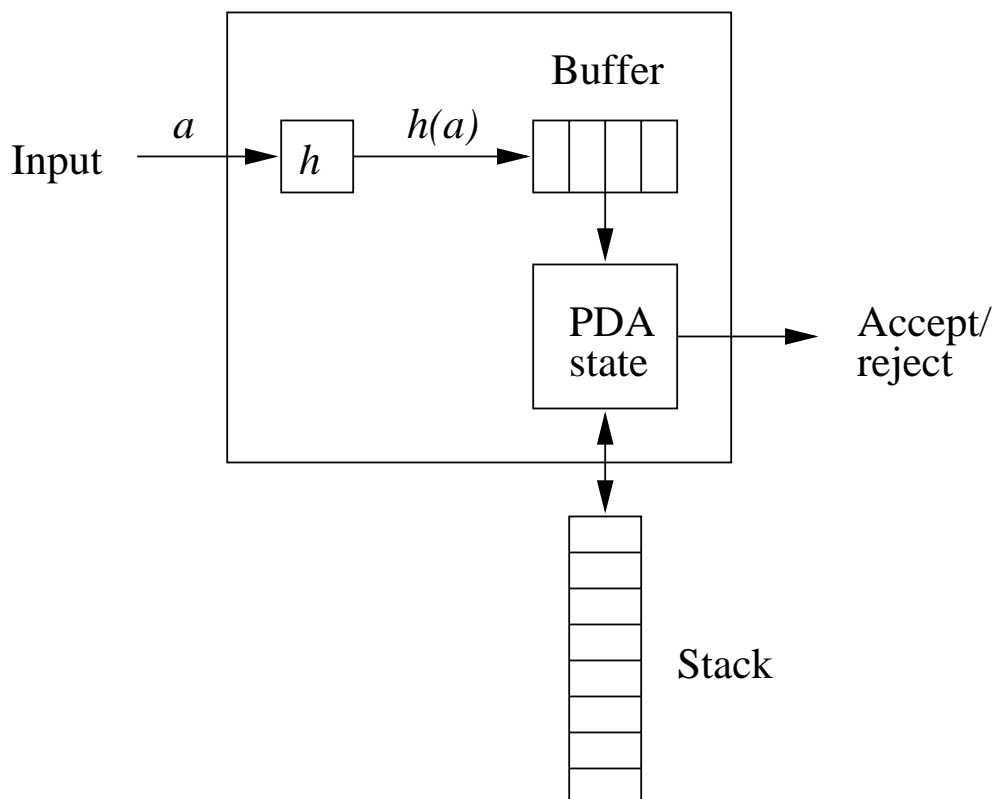 Buffer
a
h(a)
Input
h
PDA
state
Accept/
reject
Stack